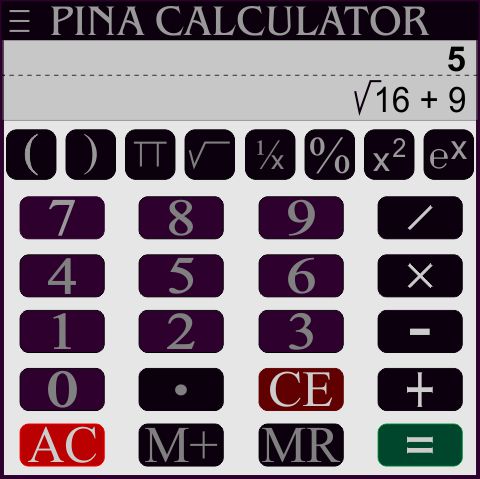 ☰ PINA CALCULATOR
5
√16 + 9
( ) π √ ⅟x % x² eˣ
7 8 9 /
4 5 6 ×
1 2 3 -
0 . CE +
AC M+ MR =